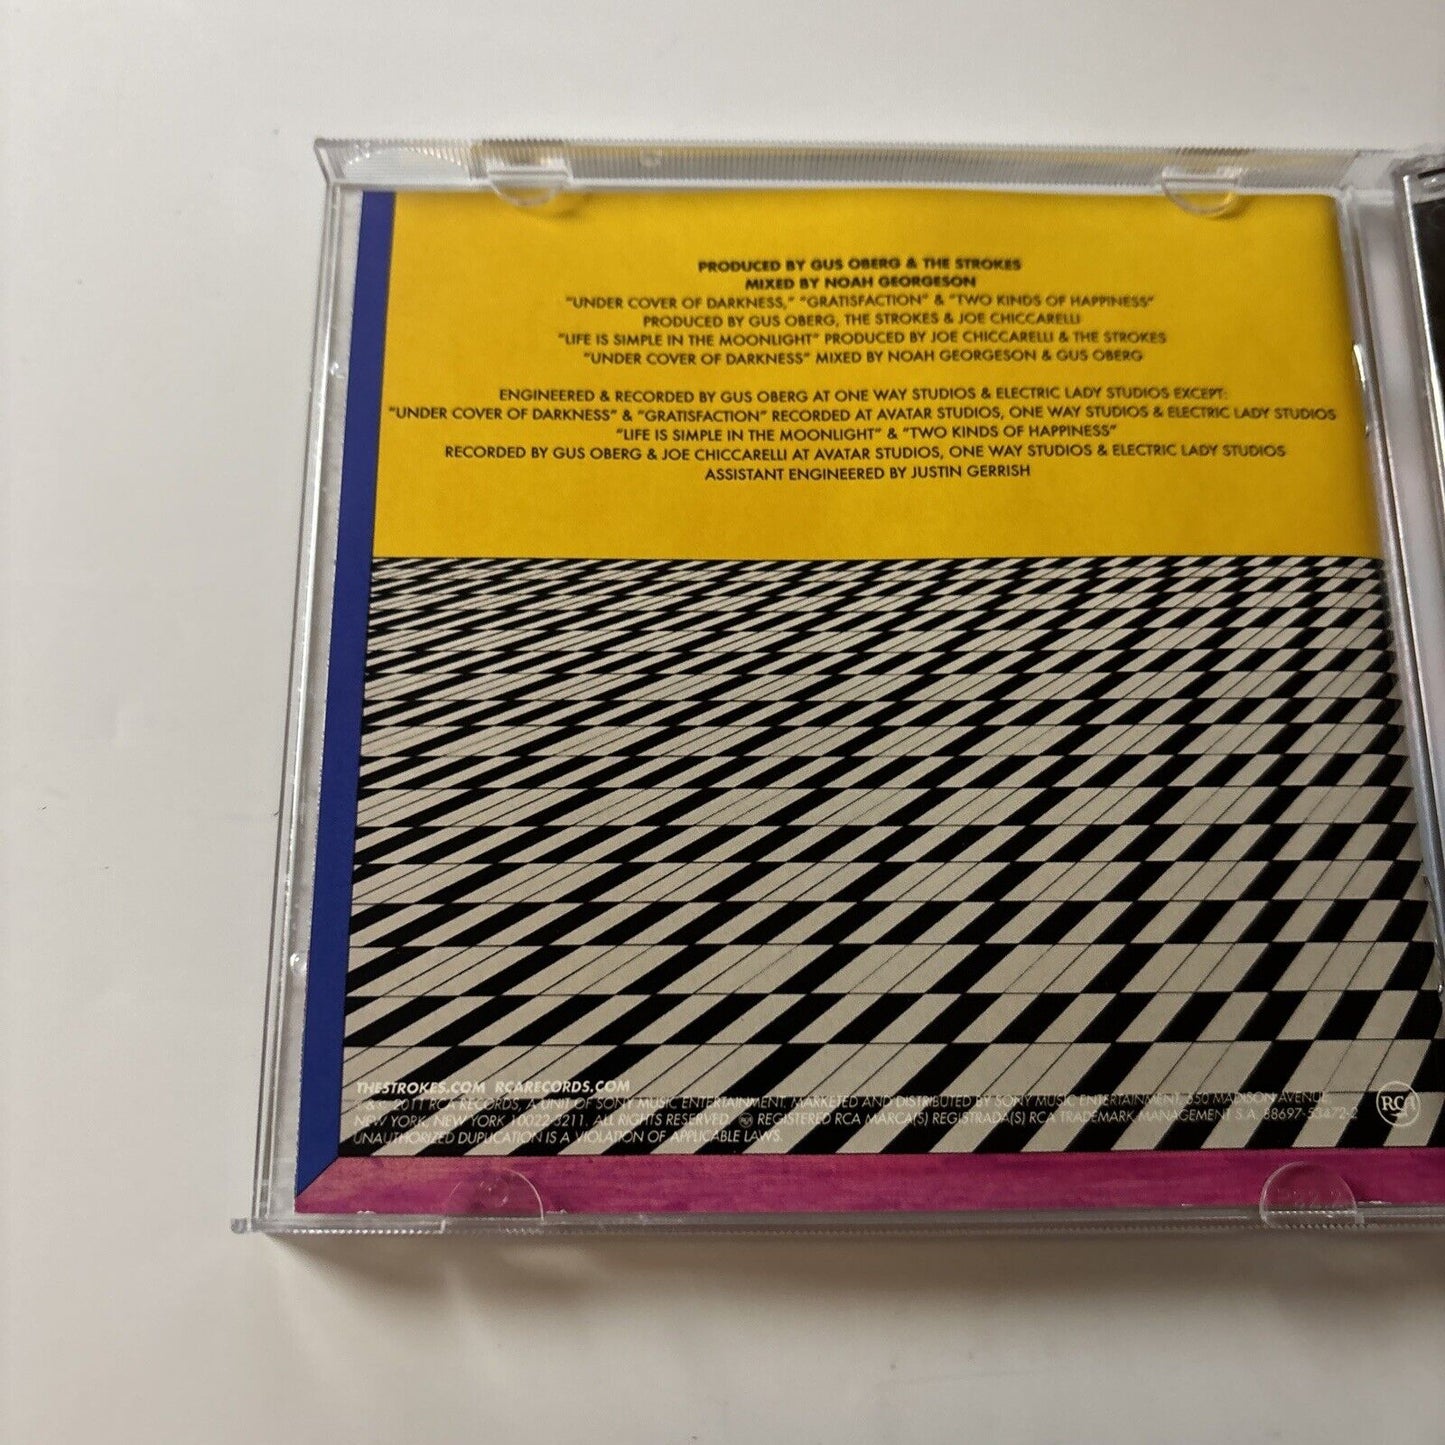 PRODUCED BY GUS OBERG & THE STROKES
MIXED BY NOAH GEORGESON
"UNDER COVER OF DARKNESS," "GRATISFACTION" & "TWO KINDS OF HAPPINESS"
PRODUCED BY GUS OBERG, THE STROKES & JOE CHICCARELLI
"LIFE IS SIMPLE IN THE MOONLIGHT" PRODUCED BY JOE CHICCARELLI & THE STROKES
"UNDER COVER OF DARKNESS" MIXED BY NOAH GEORGESON & GUS OBERG
ENGINEERED & RECORDED BY GUS OBERG AT ONE WAY STUDIOS & ELECTRIC LADY STUDIOS EXCEPT:
"UNDER COVER OF DARKNESS" & "GRATISFACTION" RECORDED AT AVATAR STUDIOS, ONE WAY STUDIOS & ELECTRIC LADY STUDIOS
"LIFE IS SIMPLE IN THE MOONLIGHT" & "TWO KINDS OF HAPPINESS"
RECORDED BY GUS OBERG & JOE CHICCARELLI AT AVATAR STUDIOS, ONE WAY STUDIOS & ELECTRIC LADY STUDIOS
ASSISTANT ENGINEERED BY JUSTIN GERRISH
THESTROKES.COM RCARECORDS.COM
℗ & © 2011 RCA RECORDS, A UNIT OF SONY MUSIC ENTERTAINMENT. MARKETED AND DISTRIBUTED BY SONY MUSIC ENTERTAINMENT, 550 MADISON AVENUE,
NEW YORK, NEW YORK 10022-3211. ALL RIGHTS RESERVED. REGISTERED RCA MARCA(S) REGISTRADA(S) RCA TRADEMARK MANAGEMENT S.A. 88697-53472-2
UNAUTHORIZED DUPLICATION IS A VIOLATION OF APPLICABLE LAWS.
RCA